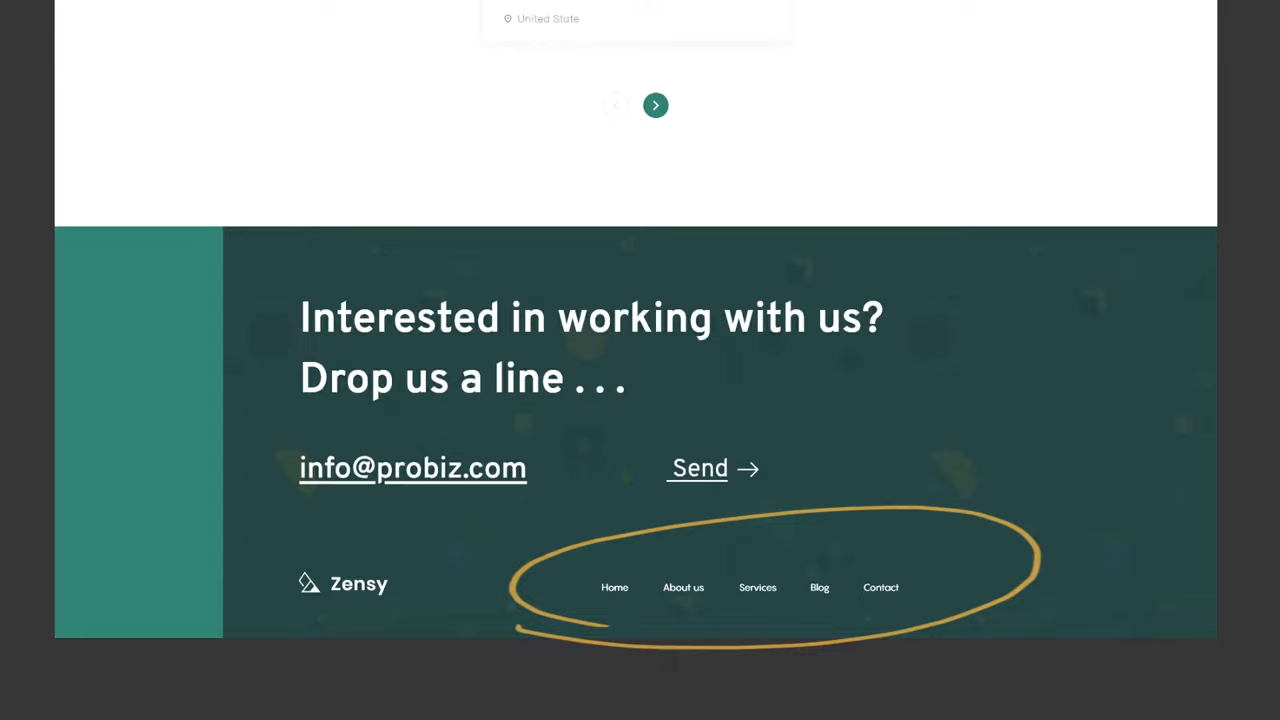 United State
Interested in working with us?
Drop us a line . . .
info@probiz.com
Send
Zensy
Home About us Services Blog Contact